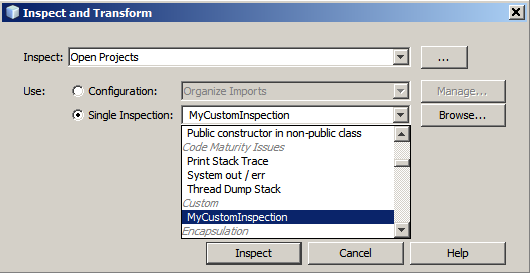 Inspect and Transform
Inspect: Open Projects ...
Use: Configuration: Organize Imports Manage...
Single Inspection: MyCustomInspection Browse...
Public constructor in non-public class
Code Maturity Issues
Print Stack Trace
System out / err
Thread Dump Stack
Custom
MyCustomInspection
Encapsulation
Inspect Cancel Help